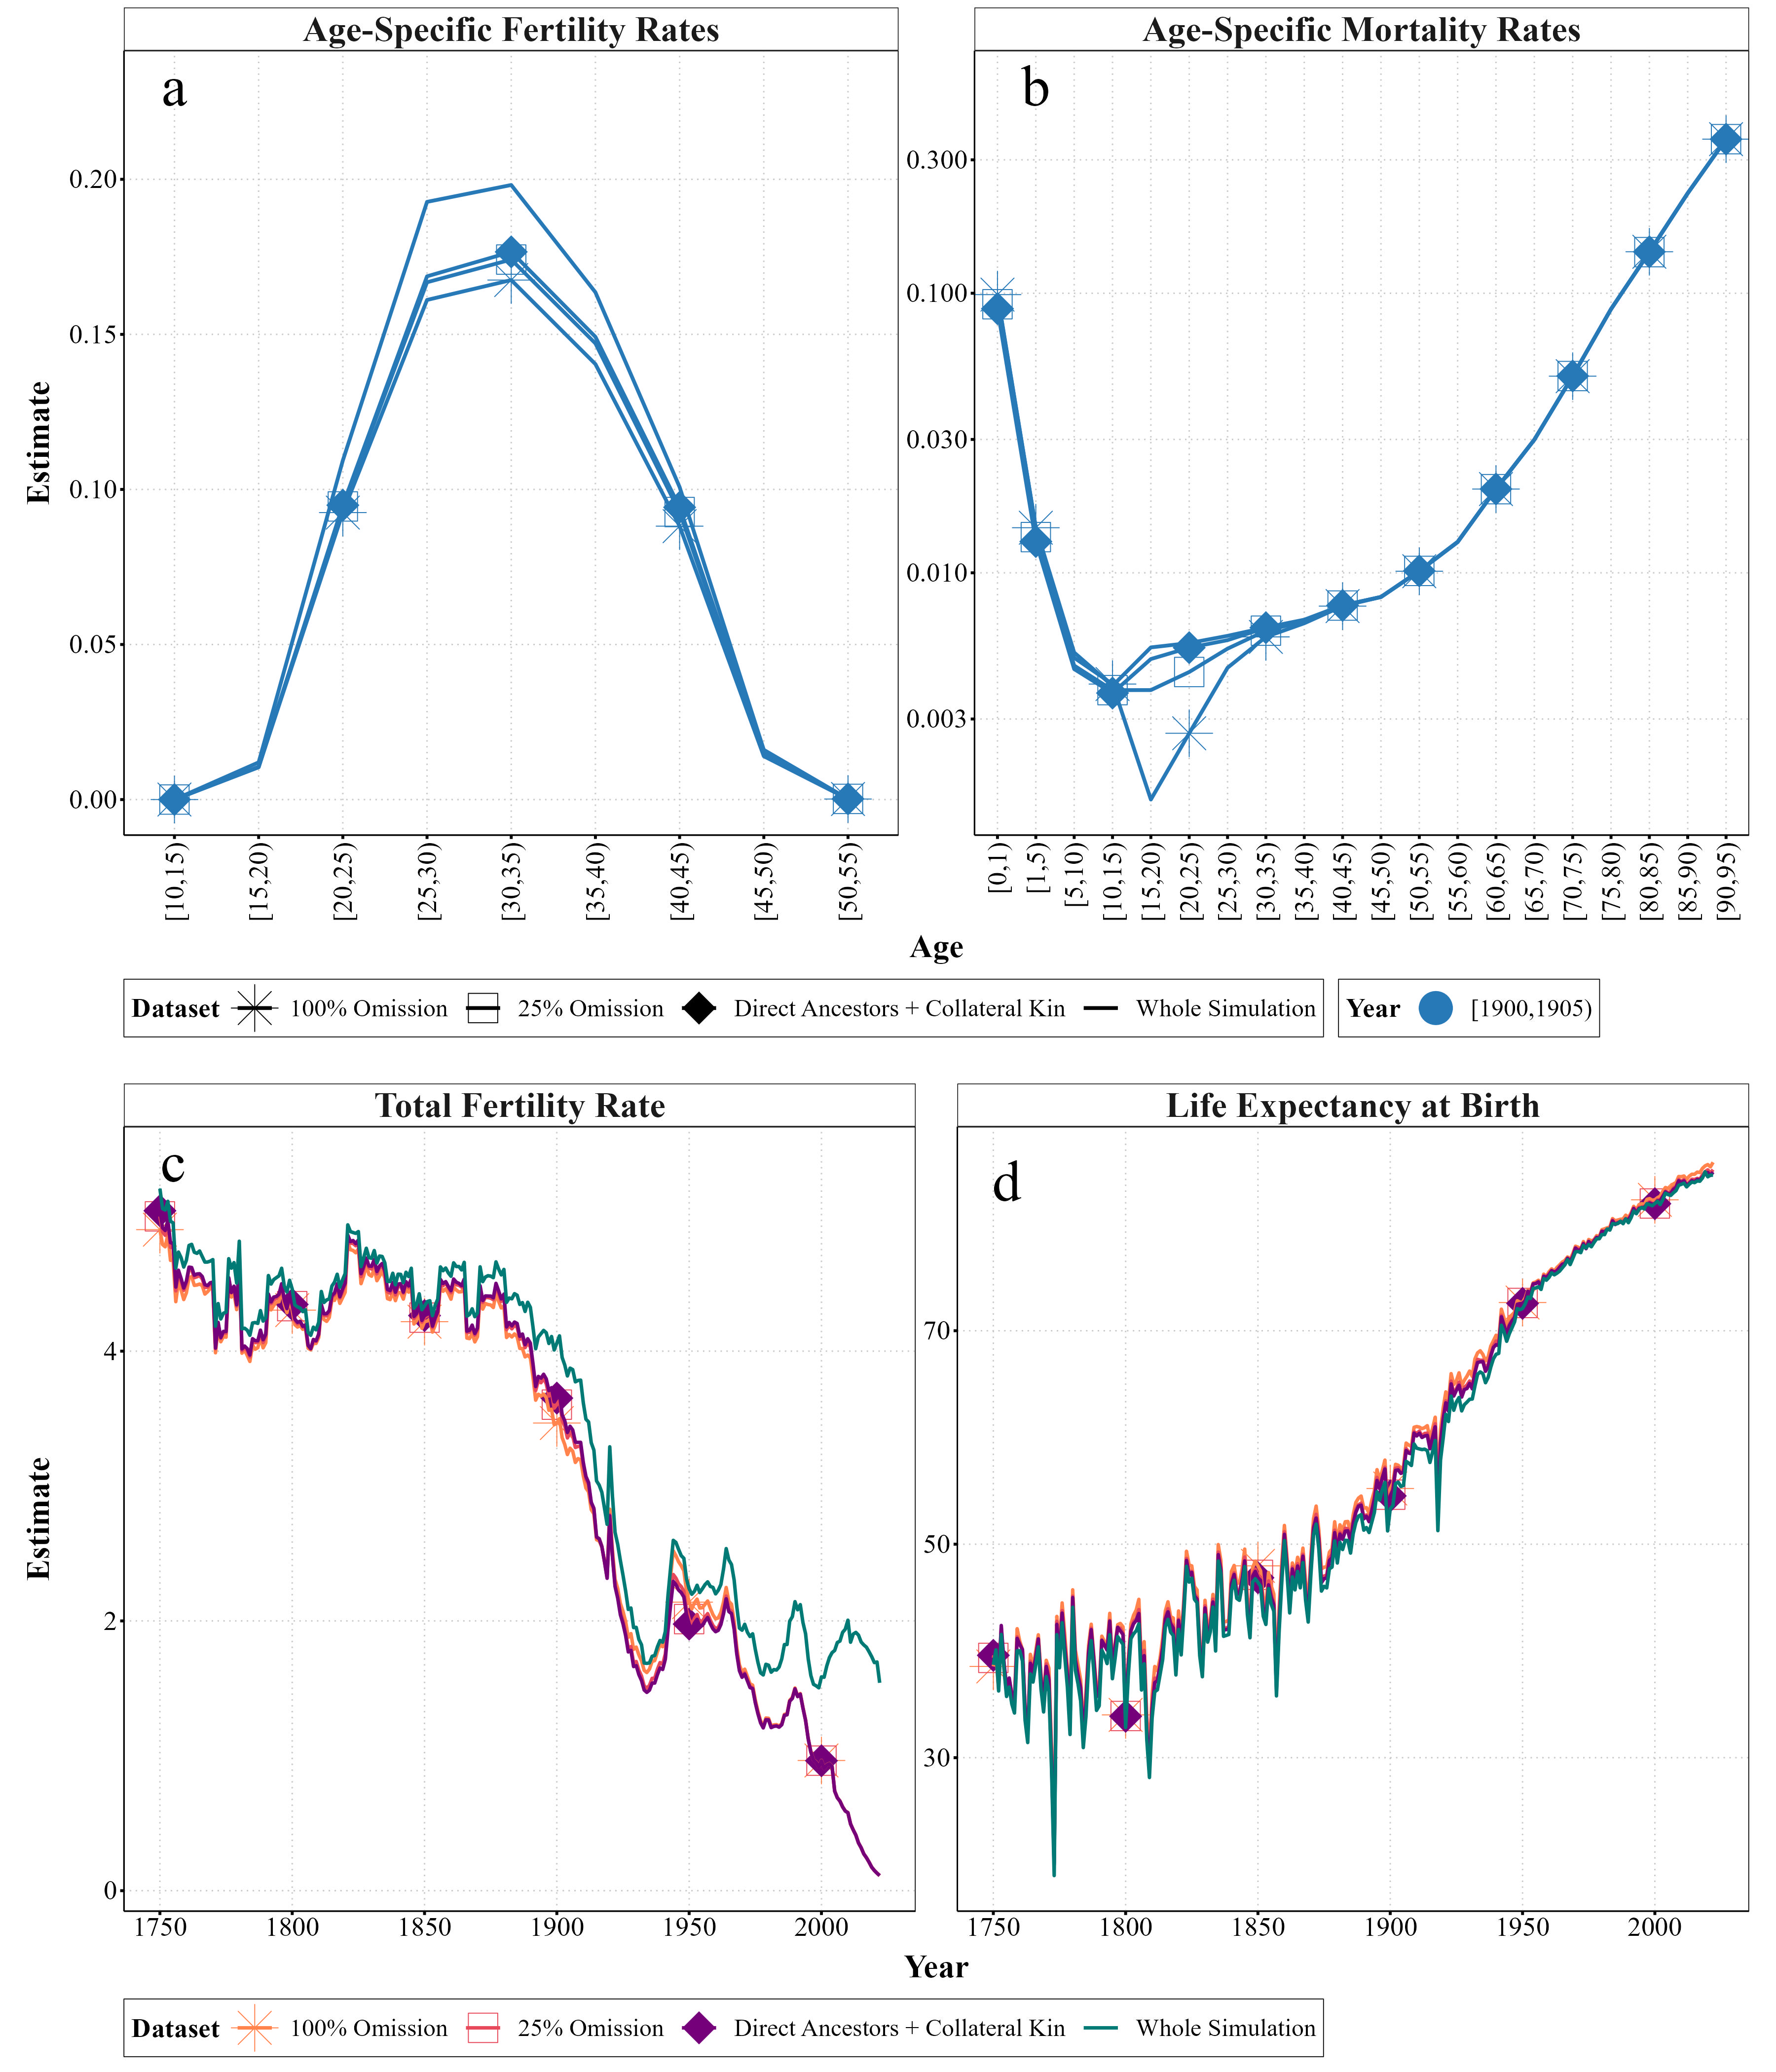 Age-Specific Fertility Rates
Age-Specific Mortality Rates
a
b
Estimate
0.20
0.15
0.10
0.05
0.00
0.300
0.100
0.030
0.010
0.003
[10,15) [15,20) [20,25) [25,30) [30,35) [35,40) [40,45) [45,50) [50,55)
[0,1) [1,5) [5,10) [10,15) [15,20) [20,25) [25,30) [30,35) [35,40) [40,45) [45,50) [50,55) [55,60) [60,65) [65,70) [70,75) [75,80) [80,85) [85,90) [90,95)
Age
Dataset 100% Omission 25% Omission Direct Ancestors + Collateral Kin Whole Simulation
Year [1900,1905)
Total Fertility Rate
Life Expectancy at Birth
c
d
Estimate
4
2
0
70
50
30
1750 1800 1850 1900 1950 2000
1750 1800 1850 1900 1950 2000
Year
Dataset 100% Omission 25% Omission Direct Ancestors + Collateral Kin Whole Simulation